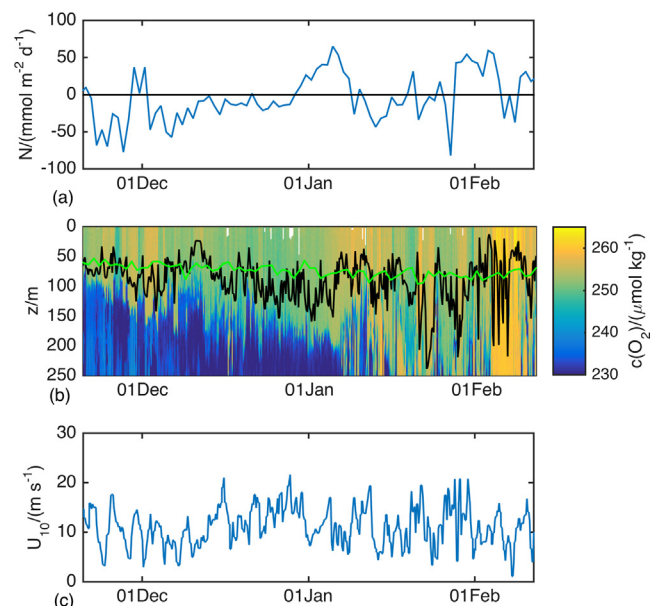 N/(mmol m⁻² d⁻¹)
100
50
0
-50
-100
01Dec 01Jan 01Feb
(a)
z/m
0
50
100
150
200
250
01Dec 01Jan 01Feb
(b)
260
250
240
230
c(O₂)/(μmol kg⁻¹)
U₁₀/(m s⁻¹)
30
20
10
0
01Dec 01Jan 01Feb
(c)